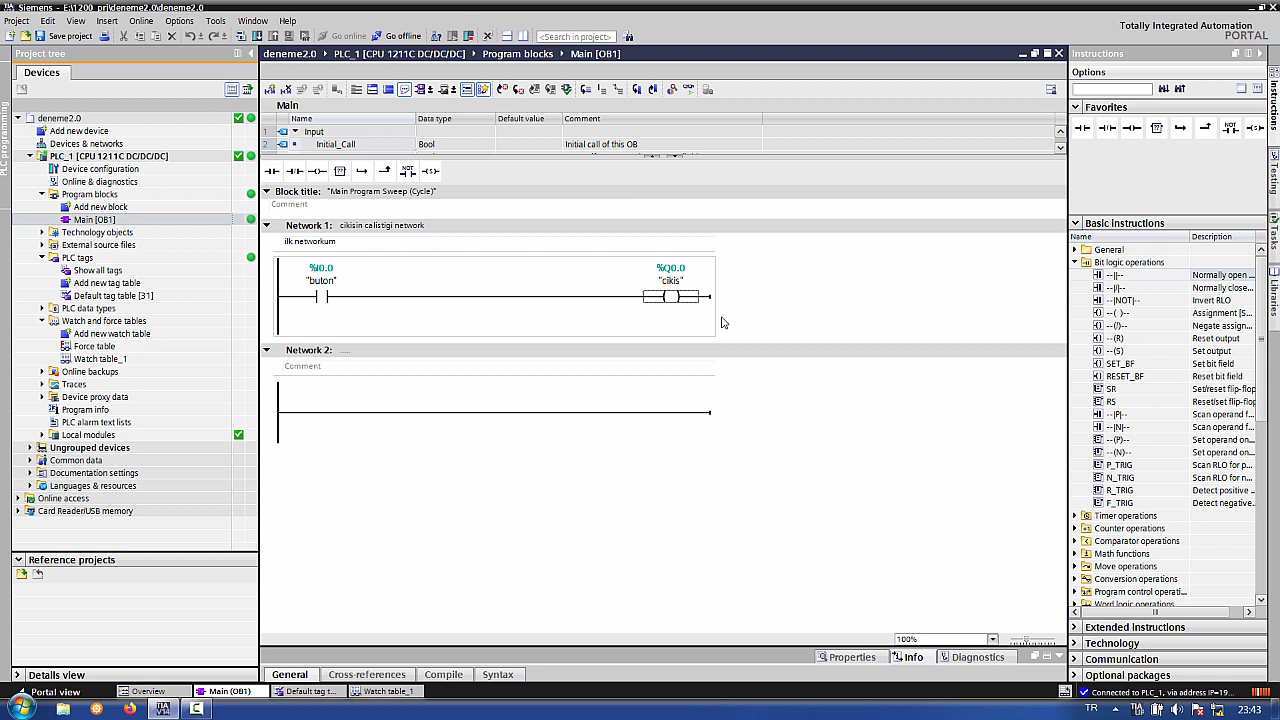 Siemens - E:\1200_prj\deneme2.0\deneme2.0
Project Edit View Insert Online Options Tools Window Help
Totally Integrated Automation
PORTAL
Save project
Go online Go offline
<Search in project>
Project tree
deneme2.0 PLC_1 [CPU 1211C DC/DC/DC] Program blocks Main [OB1]
Instructions
Devices
Options
PLC programming
deneme2.0
Add new device
Devices & networks
PLC_1 [CPU 1211C DC/DC/DC]
Device configuration
Online & diagnostics
Program blocks
Add new block
Main [OB1]
Technology objects
External source files
PLC tags
Show all tags
Add new tag table
Default tag table [31]
PLC data types
Watch and force tables
Add new watch table
Force table
Watch table_1
Online backups
Traces
Device proxy data
Program info
PLC alarm text lists
Local modules
Ungrouped devices
Common data
Documentation settings
Languages & resources
Online access
Card Reader/USB memory
Reference projects
Details view
Main
Name Data type Default value Comment
1 Input
2 Initial_Call Bool Initial call of this OB
Block title: "Main Program Sweep (Cycle)"
Comment
Network 1: cikisin calistigi network
ilk networkum
%I0.0 %Q0.0
"buton" "cikis"
Network 2: .....
Comment
100%
Properties Info Diagnostics
General Cross-references Compile Syntax
Favorites
Basic instructions
Name Description
General
Bit logic operations
--||-- Normally open ..
--|/|-- Normally close...
--|NOT|-- Invert RLO
--( )-- Assignment [S...
--(/)-- Negate assign...
--(R) Reset output
--(S) Set output
SET_BF Set bit field
RESET_BF Reset bit field
SR Set/reset flip-flop
RS Reset/set flip-flop
--|P|-- Scan operand f...
--|N|-- Scan operand f...
--(P)-- Set operand on...
--(N)-- Set operand on...
P_TRIG Scan RLO for p...
N_TRIG Scan RLO for n...
R_TRIG Detect positive ..
F_TRIG Detect negative...
Timer operations
Counter operations
Comparator operations
Math functions
Move operations
Conversion operations
Program control operati...
Word logic operations
Extended instructions
Technology
Communication
Optional packages
Instructions
Testing
Tasks
Libraries
Portal view Overview Main (OB1) Default tag t... Watch table_1
Connected to PLC_1, via address IP=19...
TR 23:43